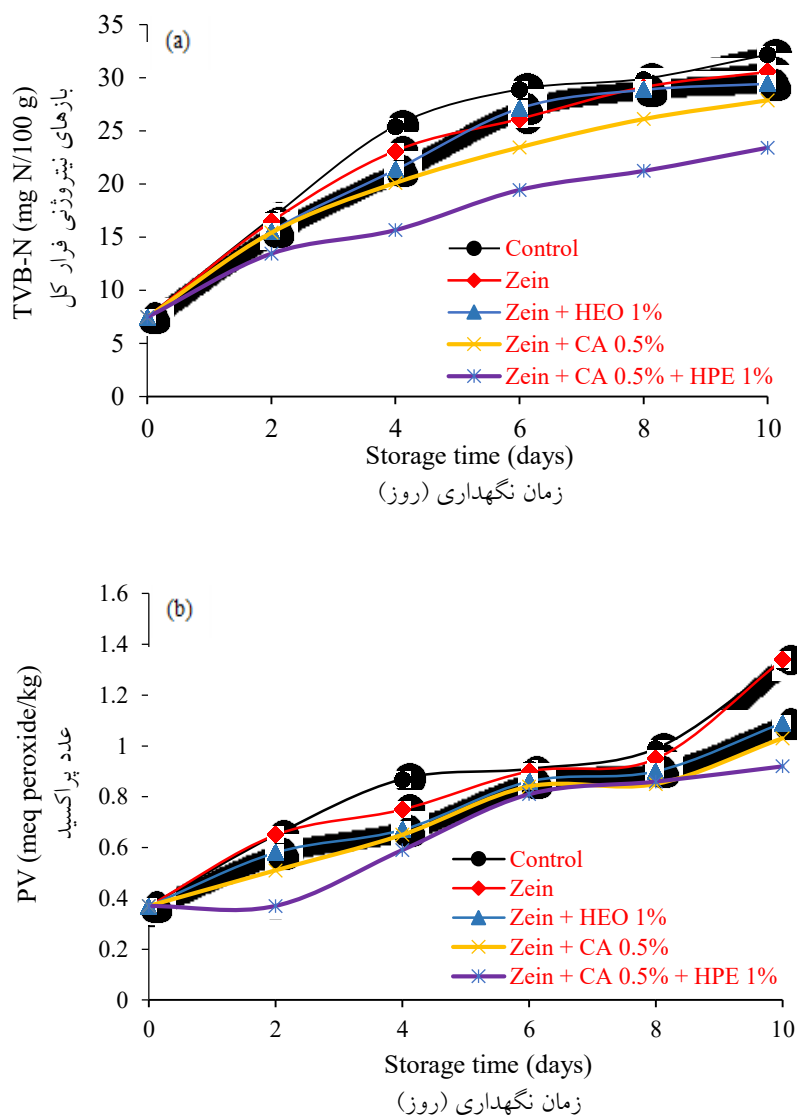 (a)
35
30
25
20
15
10
5
0
TVB-N (mg N/100 g)
بازهای نیتروژنی فرار کل
Control
Zein
Zein + HEO 1%
Zein + CA 0.5%
Zein + CA 0.5% + HPE 1%
0 2 4 6 8 10
Storage time (days)
زمان نگهداری (روز)
(b)
1.6
1.4
1.2
1
0.8
0.6
0.4
0.2
0
PV (meq peroxide/kg)
عدد پراکسید
Control
Zein
Zein + HEO 1%
Zein + CA 0.5%
Zein + CA 0.5% + HPE 1%
0 2 4 6 8 10
Storage time (days)
زمان نگهداری (روز)